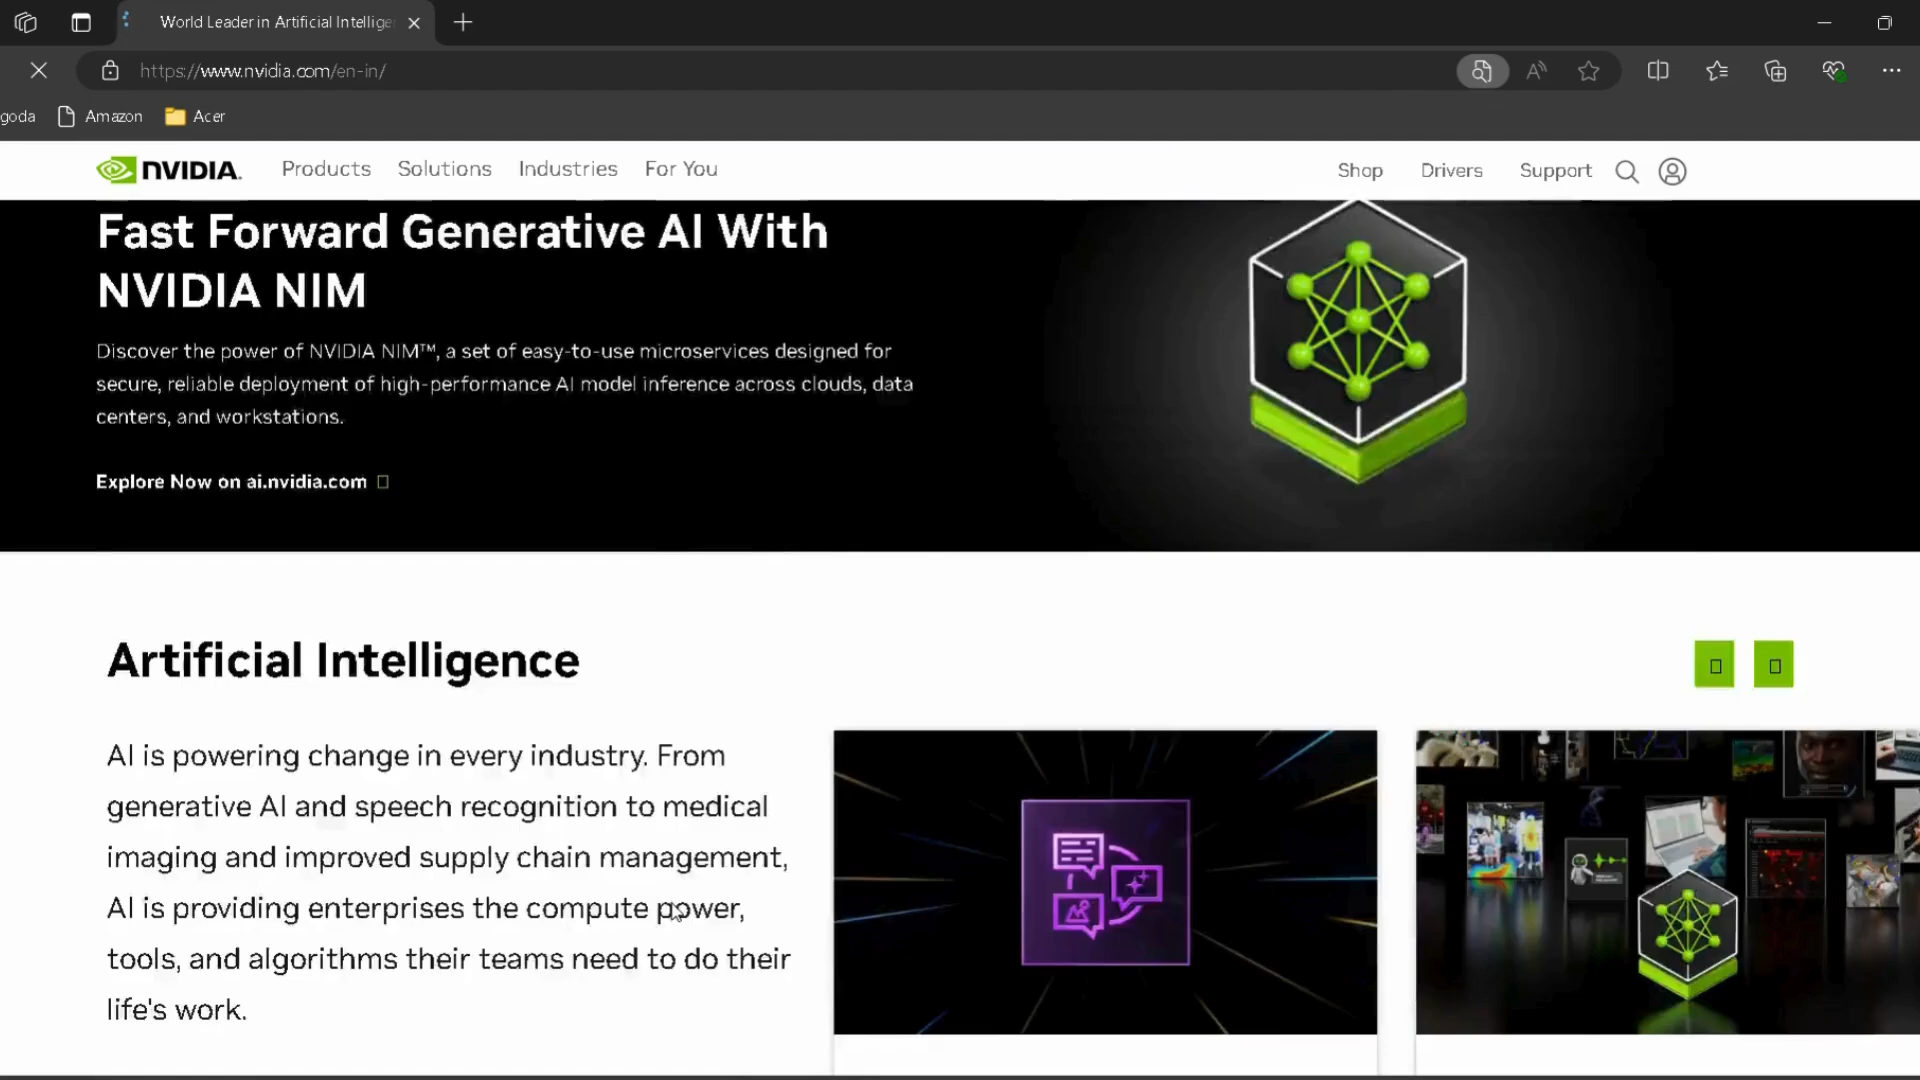 World Leader in Artificial Intellige
https://www.nvidia.com/en-in/
goda Amazon Acer
NVIDIA. Products Solutions Industries For You Shop Drivers Support
Fast Forward Generative AI With
NVIDIA NIM
Discover the power of NVIDIA NIM™, a set of easy-to-use microservices designed for
secure, reliable deployment of high-performance AI model inference across clouds, data
centers, and workstations.
Explore Now on ai.nvidia.com
Artificial Intelligence
AI is powering change in every industry. From
generative AI and speech recognition to medical
imaging and improved supply chain management,
AI is providing enterprises the compute power,
tools, and algorithms their teams need to do their
life's work.